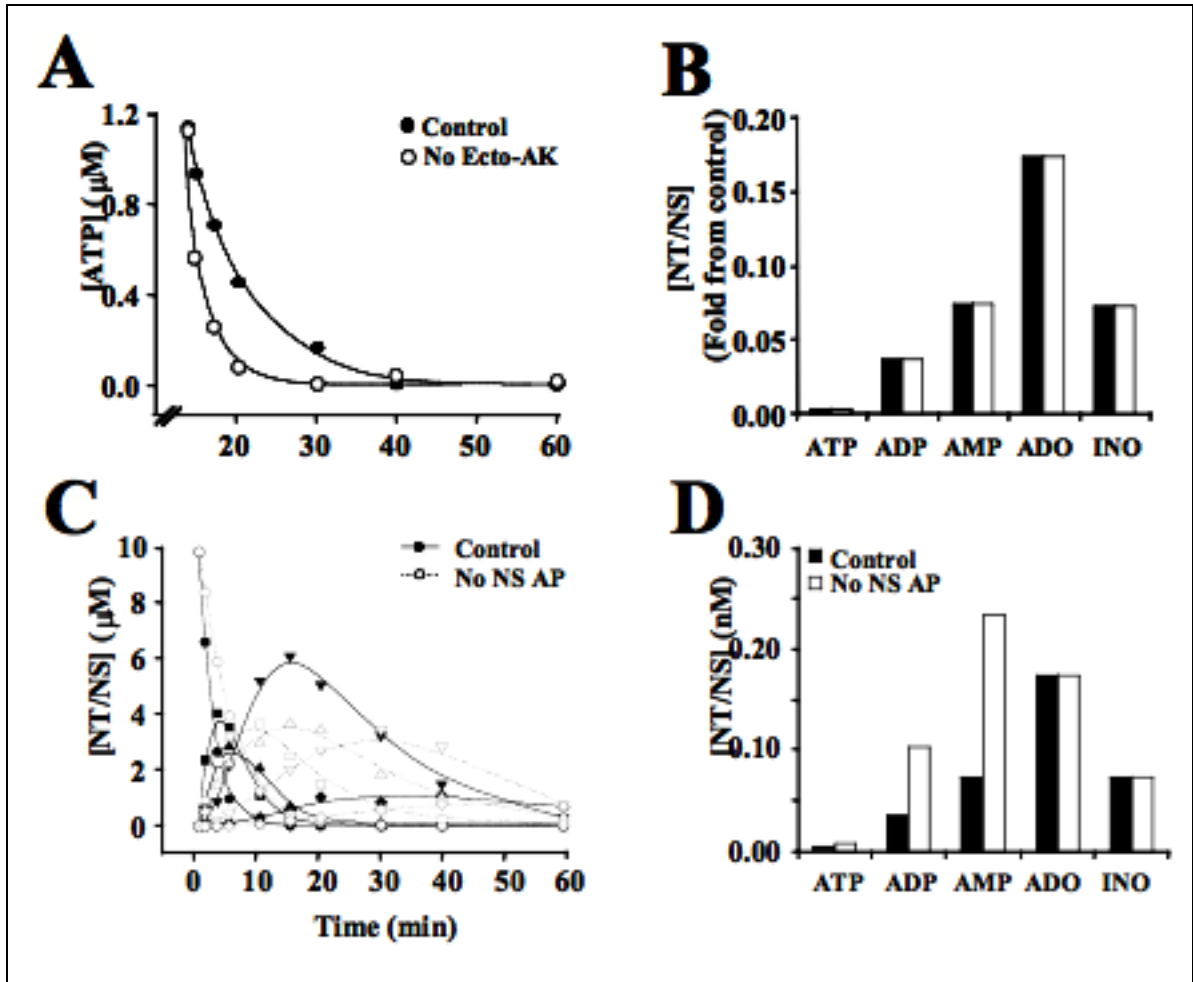 A
[ATP] (μM)
1.2
0.8
0.4
0.0
20 30 40 50 60
Control
No Ecto-AK
B
[NT/NS]
(Fold from control)
0.20
0.15
0.10
0.05
0.00
ATP ADP AMP ADO INO
C
[NT/NS] (μM)
10
8
6
4
2
0
0 10 20 30 40 50 60
Time (min)
Control
No NS AP
D
[NT/NS] (nM)
0.30
0.20
0.10
0.00
Control
No NS AP
ATP ADP AMP ADO INO